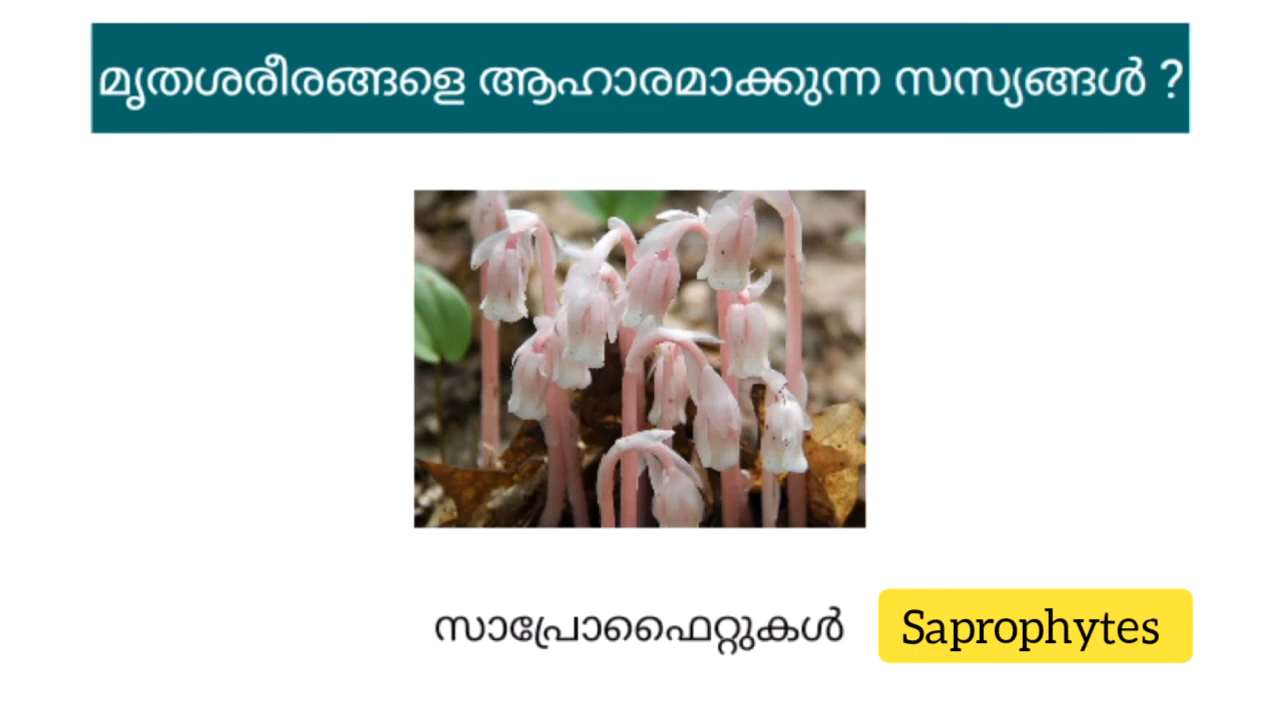 മൃതശരീരങ്ങളെ ആഹാരമാക്കുന്ന സസ്യങ്ങൾ ?
സാപ്രോഫൈറ്റുകൾ Saprophytes